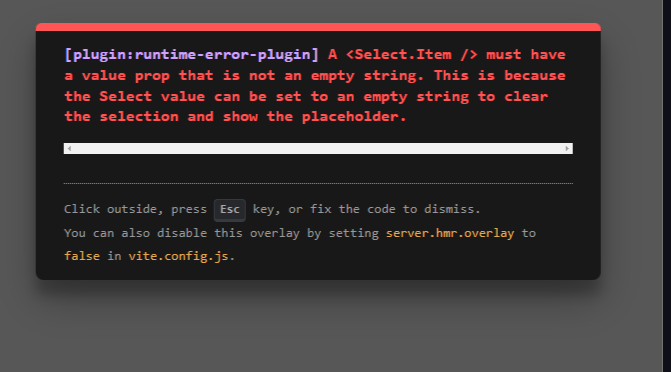 [plugin:runtime-error-plugin] A <Select.Item /> must have
a value prop that is not an empty string. This is because
the Select value can be set to an empty string to clear
the selection and show the placeholder.
Click outside, press Esc key, or fix the code to dismiss.
You can also disable this overlay by setting server.hmr.overlay to
false in vite.config.js.